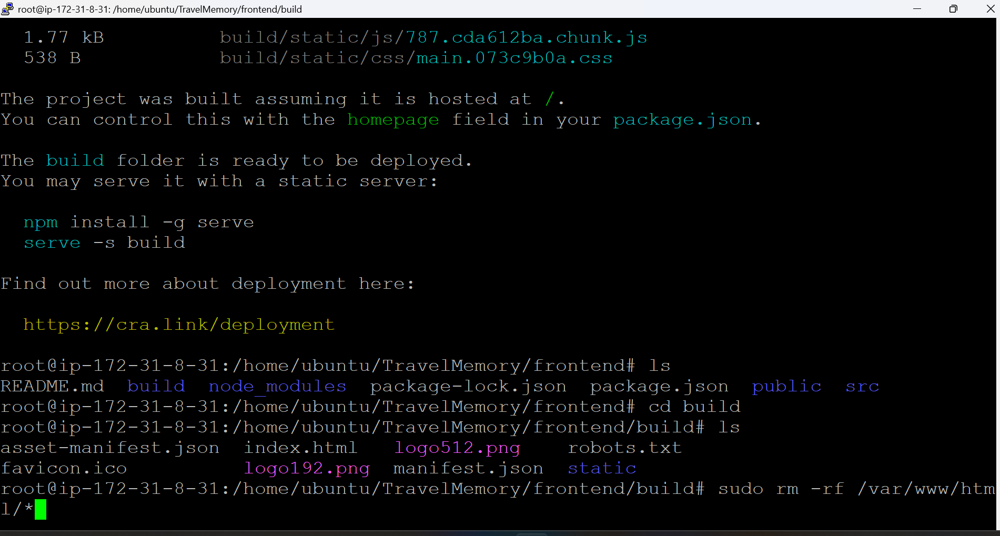 root@ip-172-31-8-31: /home/ubuntu/TravelMemory/frontend/build
1.77 kB build/static/js/787.cda612ba.chunk.js
538 B build/static/css/main.073c9b0a.css
The project was built assuming it is hosted at /.
You can control this with the homepage field in your package.json.
The build folder is ready to be deployed.
You may serve it with a static server:
npm install -g serve
serve -s build
Find out more about deployment here:
https://cra.link/deployment
root@ip-172-31-8-31:/home/ubuntu/TravelMemory/frontend# ls
README.md build node_modules package-lock.json package.json public src
root@ip-172-31-8-31:/home/ubuntu/TravelMemory/frontend# cd build
root@ip-172-31-8-31:/home/ubuntu/TravelMemory/frontend/build# ls
asset-manifest.json index.html logo512.png robots.txt
favicon.ico logo192.png manifest.json static
root@ip-172-31-8-31:/home/ubuntu/TravelMemory/frontend/build# sudo rm -rf /var/www/htm
l/*